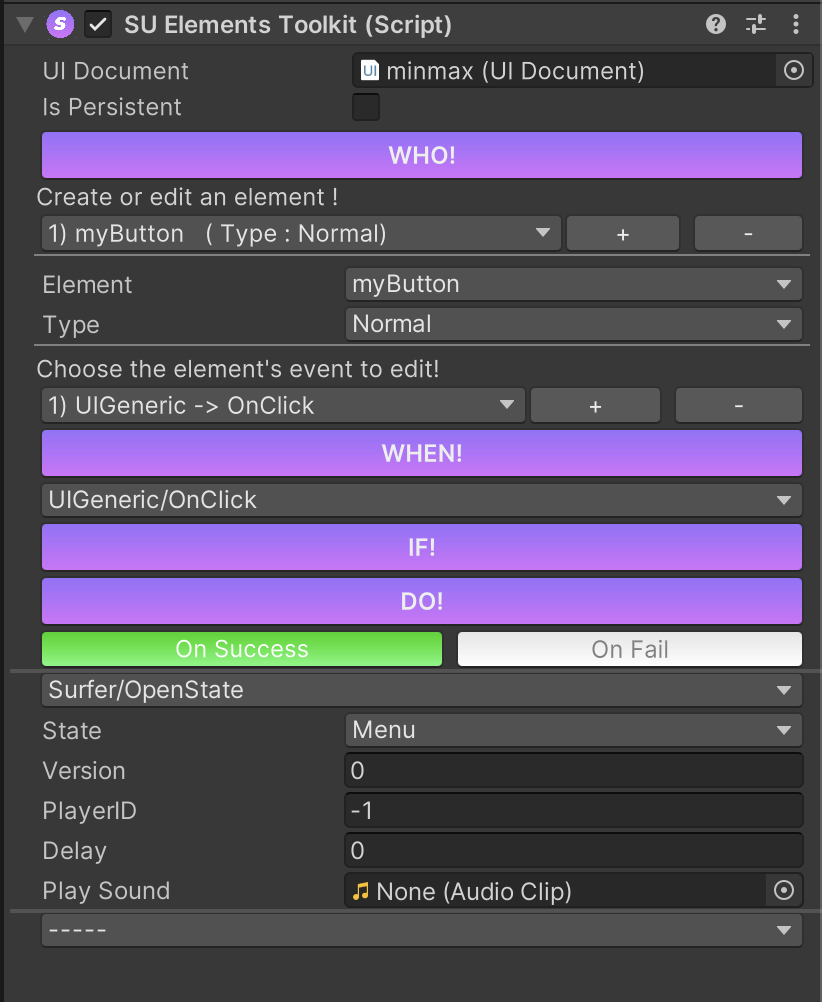 SU Elements Toolkit (Script)
UI Document UI minmax (UI Document)
Is Persistent
WHO!
Create or edit an element !
1) myButton ( Type : Normal) + -
Element myButton
Type Normal
Choose the element's event to edit!
1) UIGeneric -> OnClick + -
WHEN!
UIGeneric/OnClick
IF!
DO!
On Success On Fail
Surfer/OpenState
State Menu
Version 0
PlayerID -1
Delay 0
Play Sound None (Audio Clip)
-----